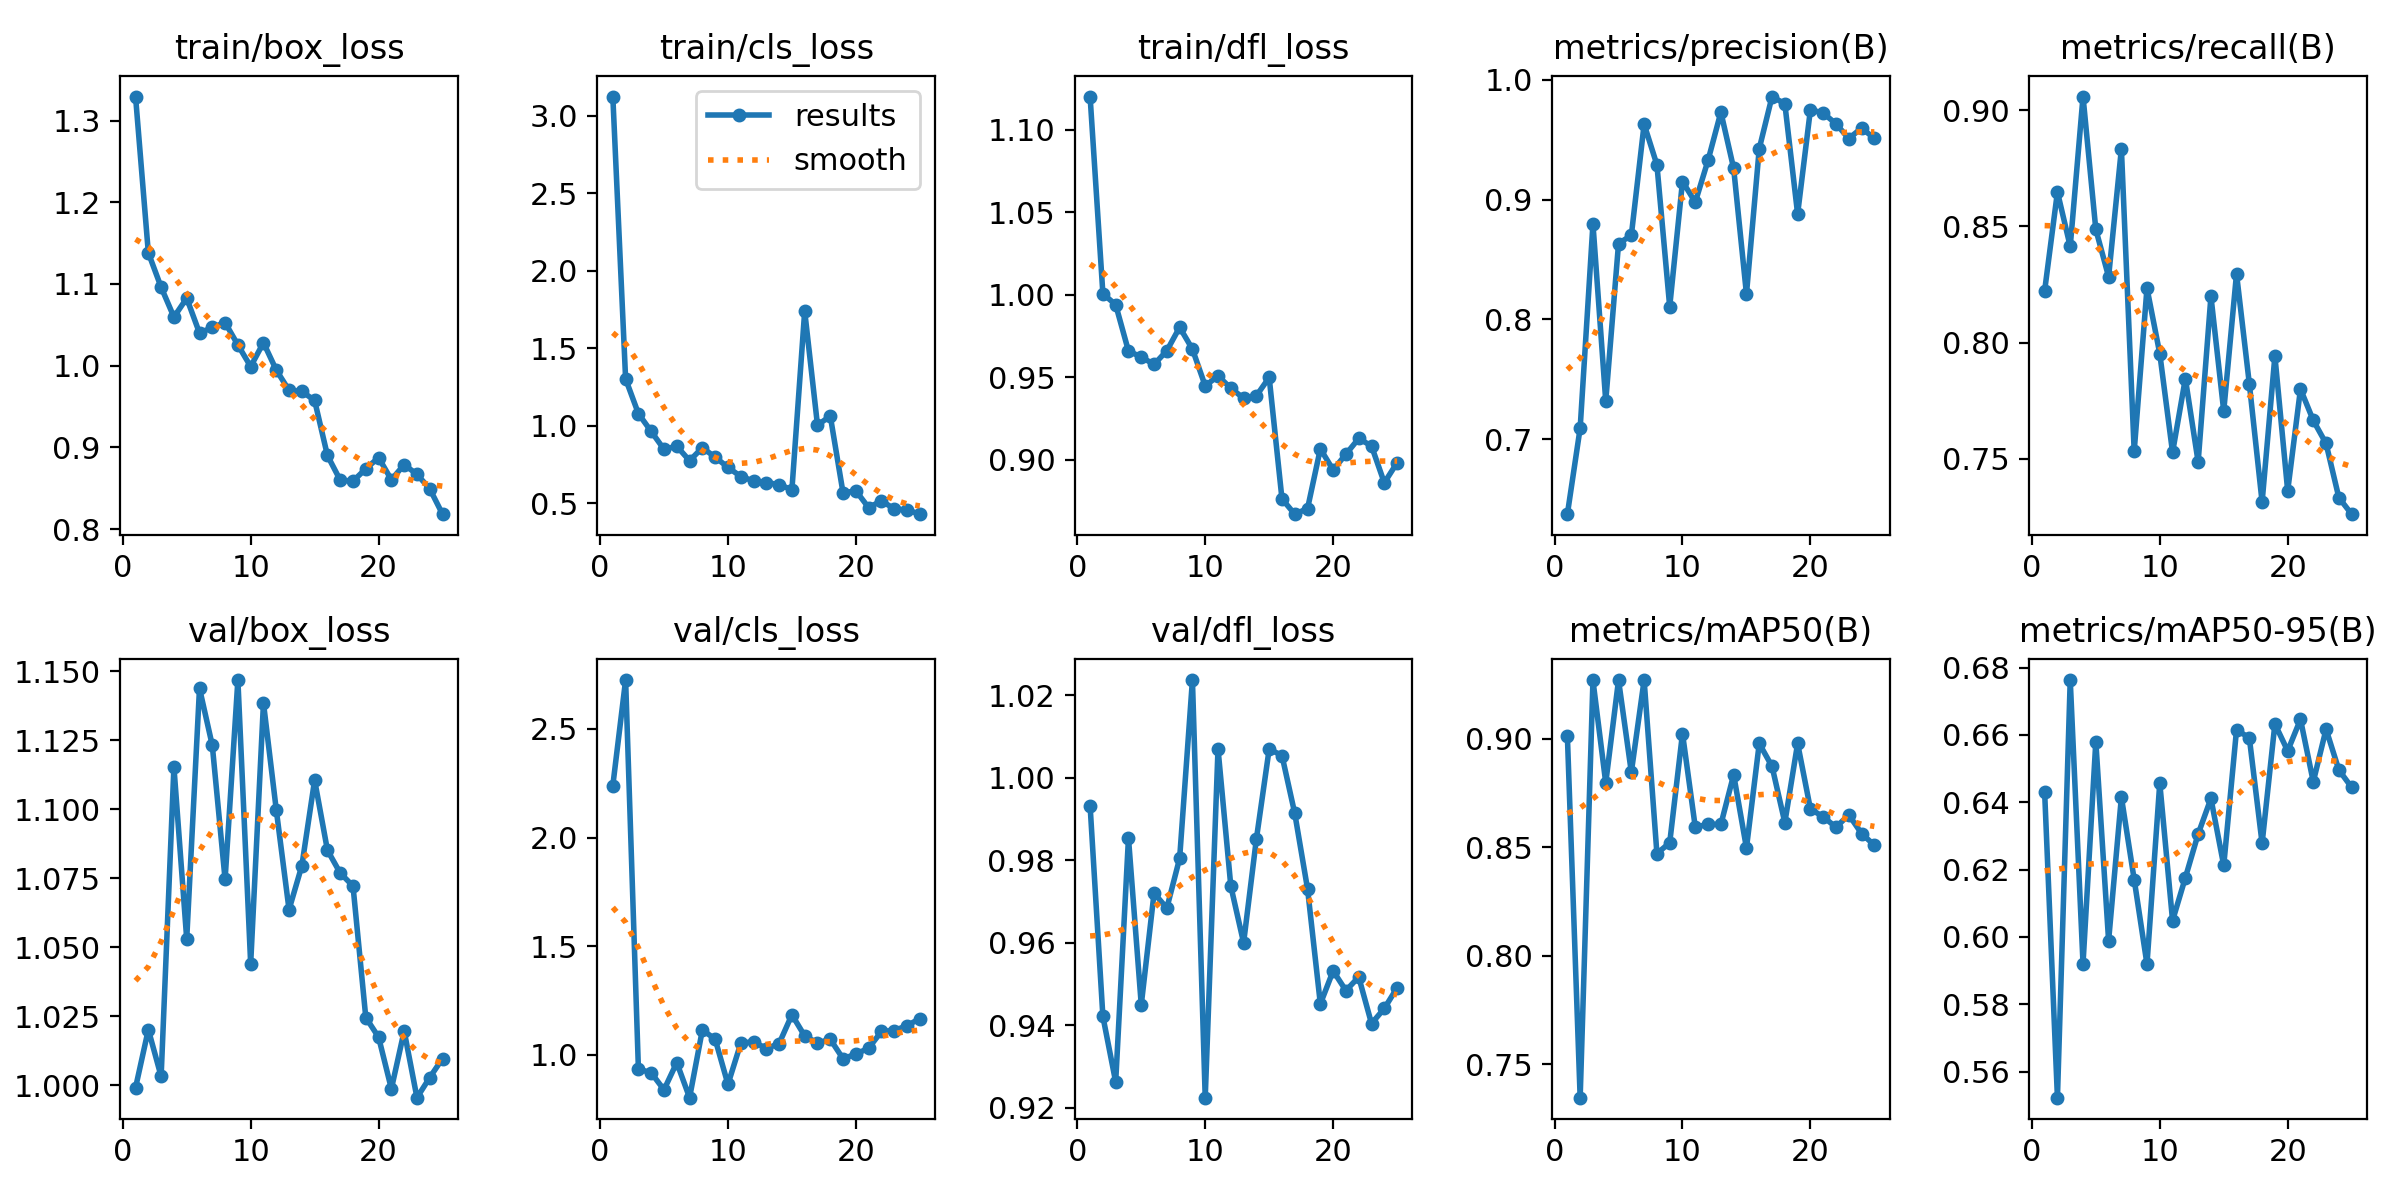 train/box_loss
1.3
1.2
1.1
1.0
0.9
0.8
0 10 20
train/cls_loss
results
smooth
3.0
2.5
2.0
1.5
1.0
0.5
0 10 20
train/dfl_loss
1.10
1.05
1.00
0.95
0.90
0 10 20
metrics/precision(B)
1.0
0.9
0.8
0.7
0 10 20
metrics/recall(B)
0.90
0.85
0.80
0.75
0 10 20
val/box_loss
1.150
1.125
1.100
1.075
1.050
1.025
1.000
0 10 20
val/cls_loss
2.5
2.0
1.5
1.0
0 10 20
val/dfl_loss
1.02
1.00
0.98
0.96
0.94
0.92
0 10 20
metrics/mAP50(B)
0.90
0.85
0.80
0.75
0 10 20
metrics/mAP50-95(B)
0.68
0.66
0.64
0.62
0.60
0.58
0.56
0 10 20